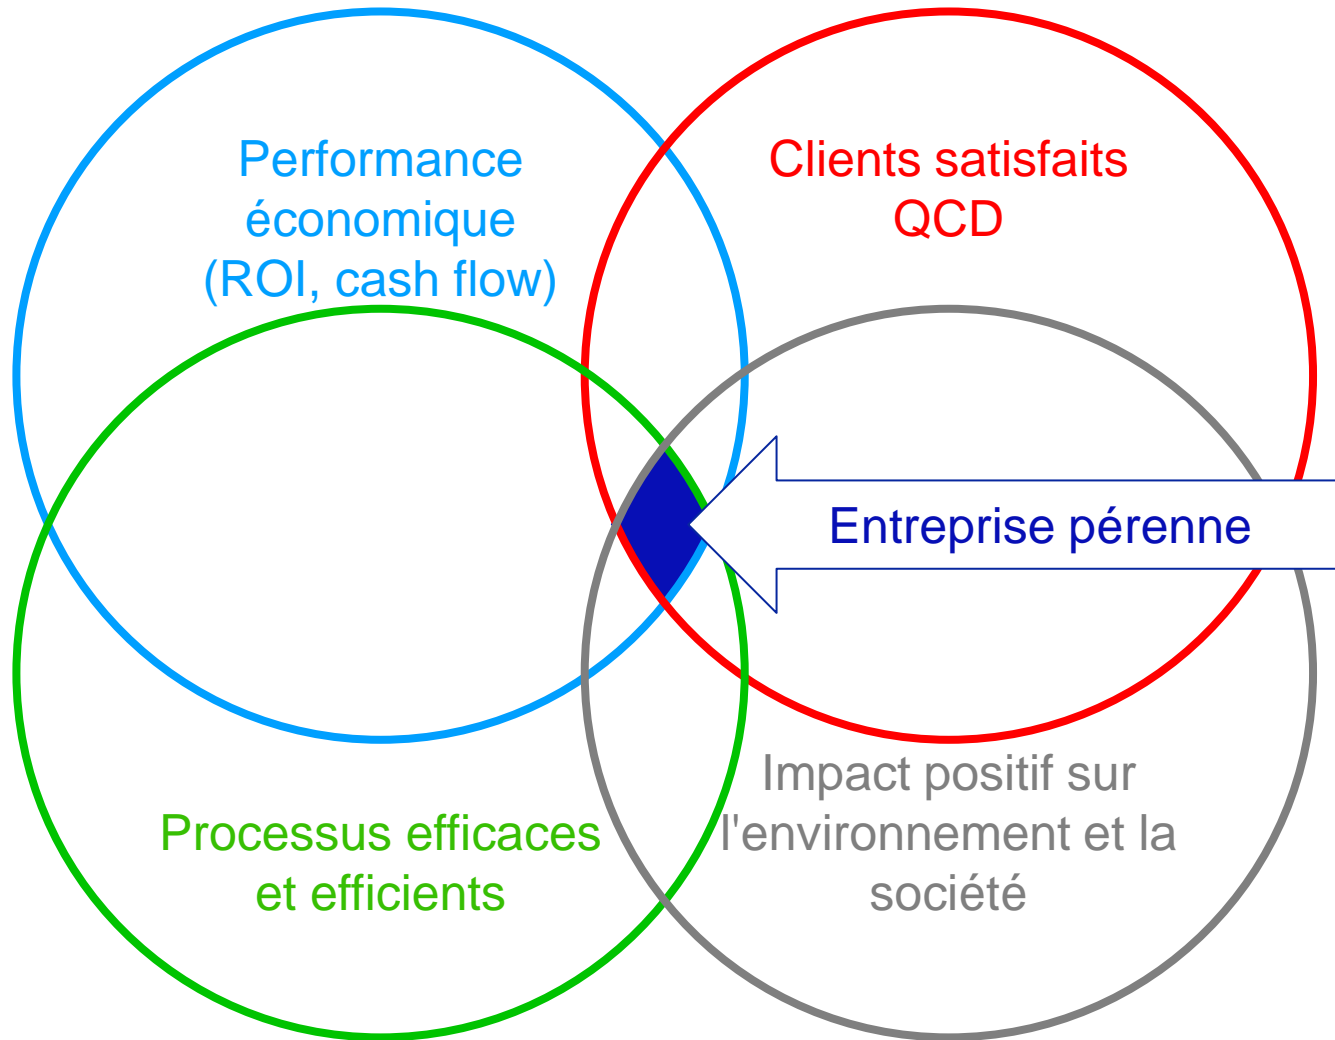 Performance
économique
(ROI, cash flow)
Clients satisfaits
QCD
Entreprise pérenne
Processus efficaces
et efficients
Impact positif sur
l'environnement et la
société